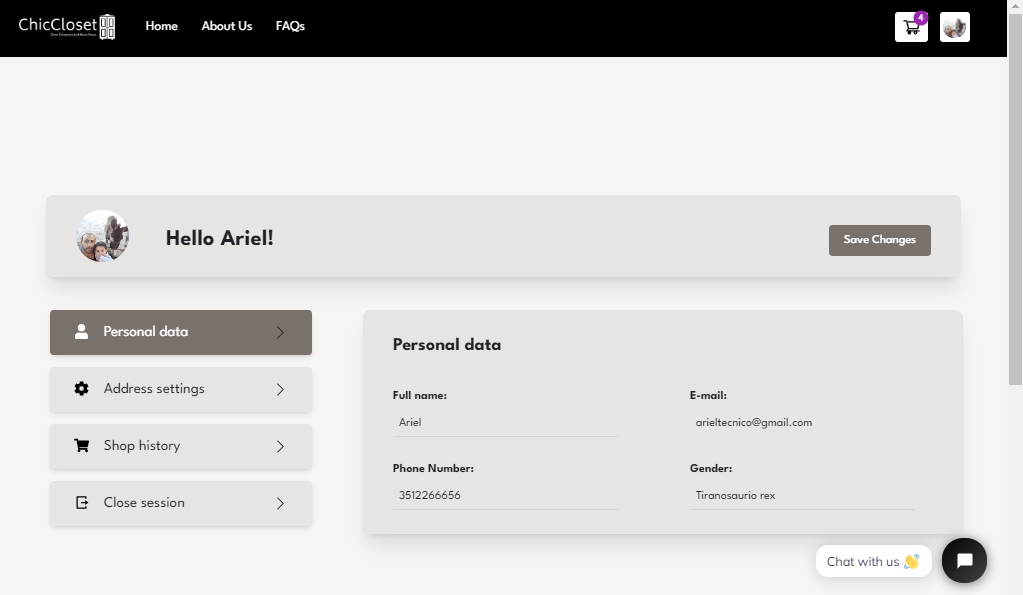 ChicCloset
Home
About Us
FAQs
4
Hello Ariel!
Save Changes
Personal data
Address settings
Shop history
Close session
Personal data
Full name:
Ariel
E-mail:
arieltecnico@gmail.com
Phone Number:
3512266656
Gender:
Tiranosaurio rex
Chat with us 👋